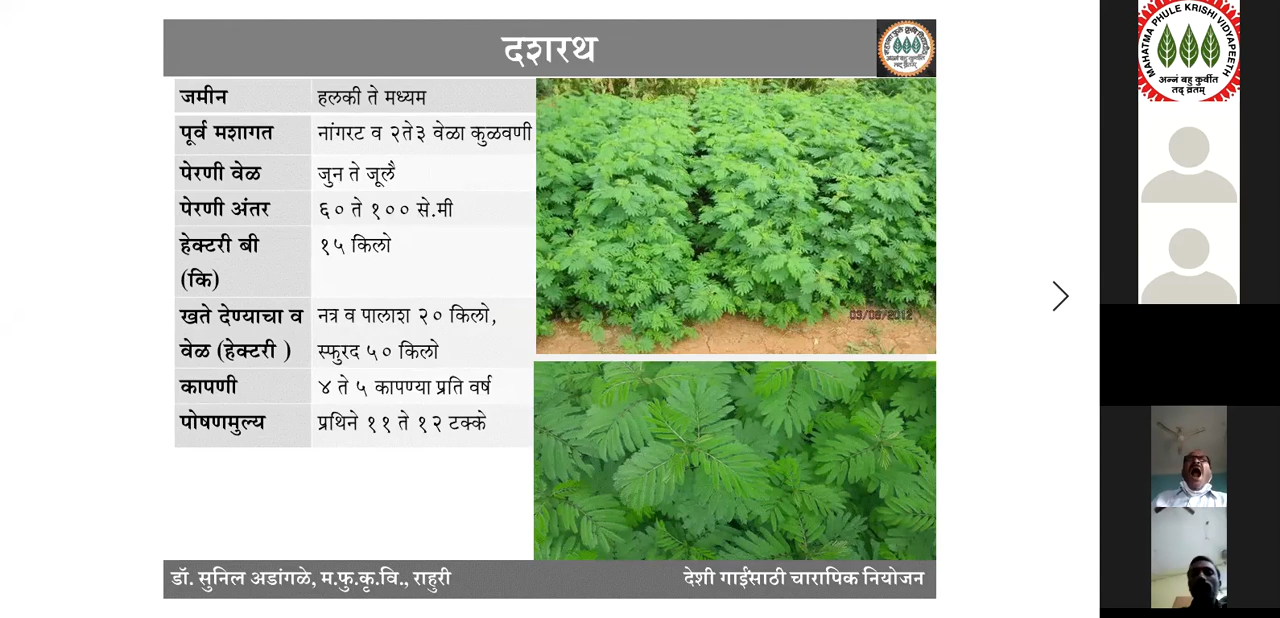 दशरथ
जमीन
हलकी ते मध्यम
पूर्व मशागत
नांगरट व २ते३ वेळा कुळवणी
पेरणी वेळ
जुन ते जूलै
पेरणी अंतर
६० ते १०० से.मी
हेक्टरी बी
(कि)
१५ किलो
खते देण्याचा व
वेळ (हेक्टरी )
नत्र व पालाश २० किलो,
स्फुरद ५० किलो
कापणी
४ ते ५ कापण्या प्रति वर्ष
पोषणमुल्य
प्रथिने ११ ते १२ टक्के
03/08/2012
डॉ. सुनिल अडांगळे, म.फु.कृ.वि., राहुरी
देशी गाईंसाठी चारापिक नियोजन
MAHATMA PHULE KRISHI VIDYAPEETH
अन्नं बहु कुर्वीत
तद् व्रतम्